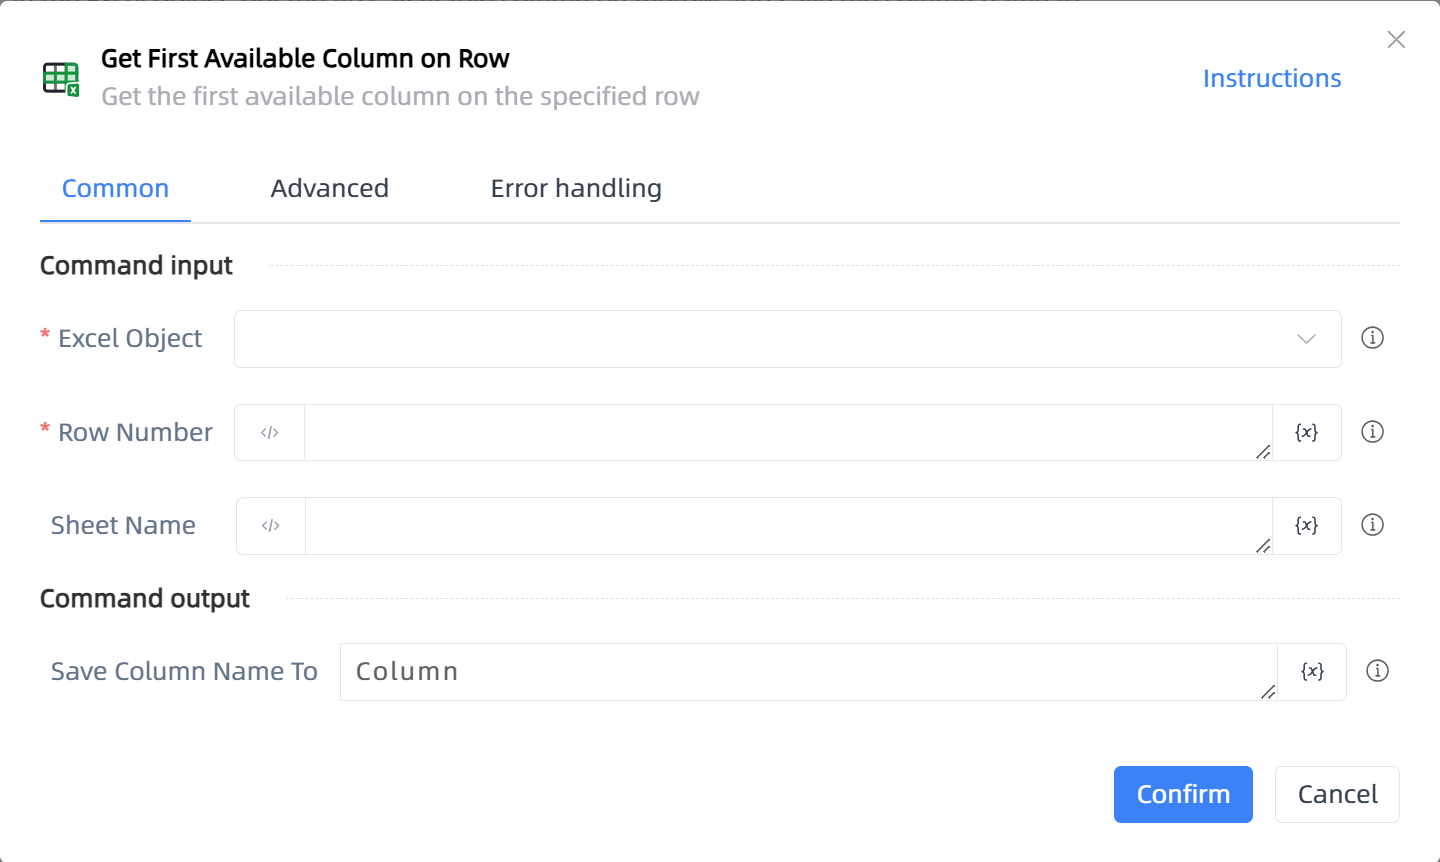 Get First Available Column on Row
Get the first available column on the specified row
Instructions
Common
Advanced
Error handling
Command input
* Excel Object
* Row Number
</>
{x}
Sheet Name
</>
{x}
Command output
Save Column Name To
Column
{x}
Confirm
Cancel